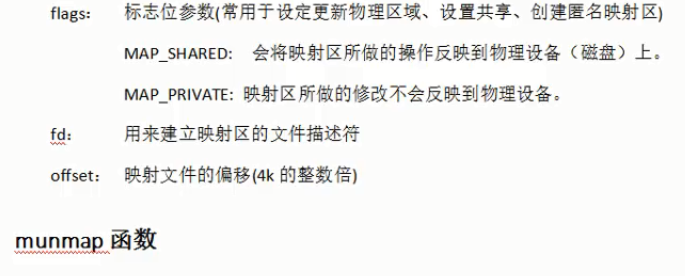 flags： 标志位参数(常用于设定更新物理区域、设置共享、创建匿名映射区)
MAP_SHARED: 会将映射区所做的操作反映到物理设备（磁盘）上。
MAP_PRIVATE: 映射区所做的修改不会反映到物理设备。
fd： 用来建立映射区的文件描述符
offset： 映射文件的偏移(4k 的整数倍)
munmap 函数